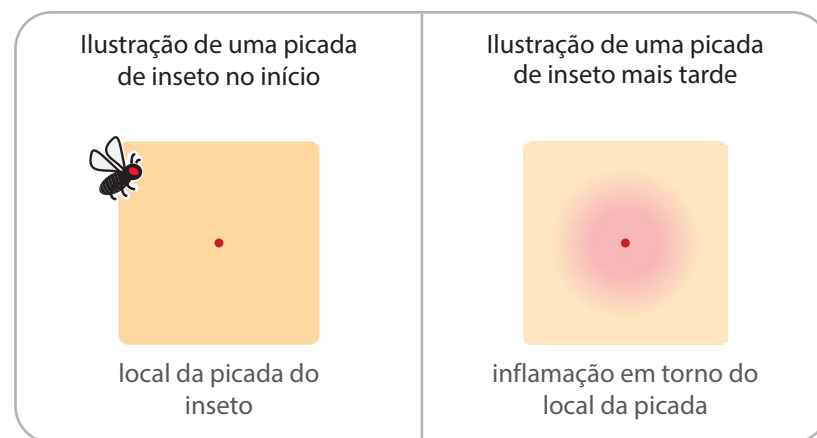 Ilustração de uma picada
de inseto no início
local da picada do
inseto
Ilustração de uma picada
de inseto mais tarde
inflamação em torno do
local da picada